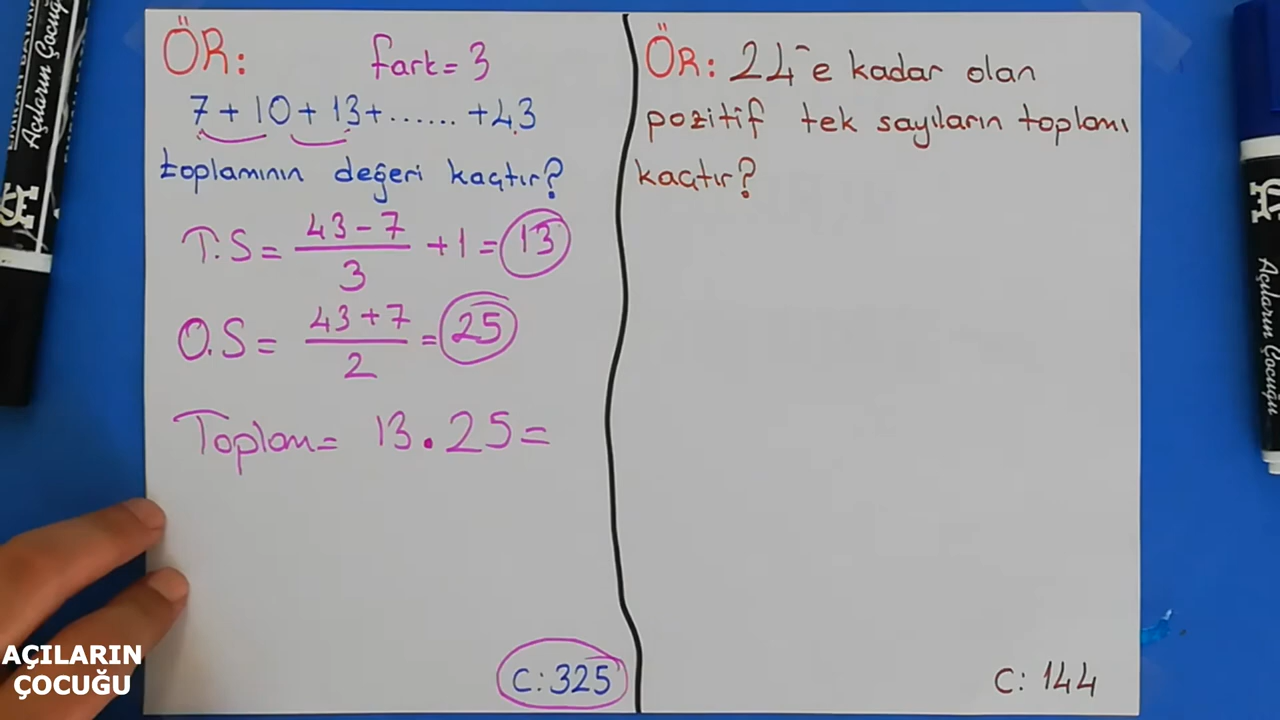 ÖR: fark= 3
7 + 10 + 13+ ...... +43
toplamının değeri kaçtır?
T.S = 43-7 / 3 +1 = 13
O.S = 43+7 / 2 = 25
Toplam= 13.25=
C: 325
ÖR: 24'e kadar olan
pozitif tek sayıların toplamı
kaçtır?
C: 144
Açıların Çocuğu
Açıların Çocuğu
AÇILARIN
ÇOCUĞU